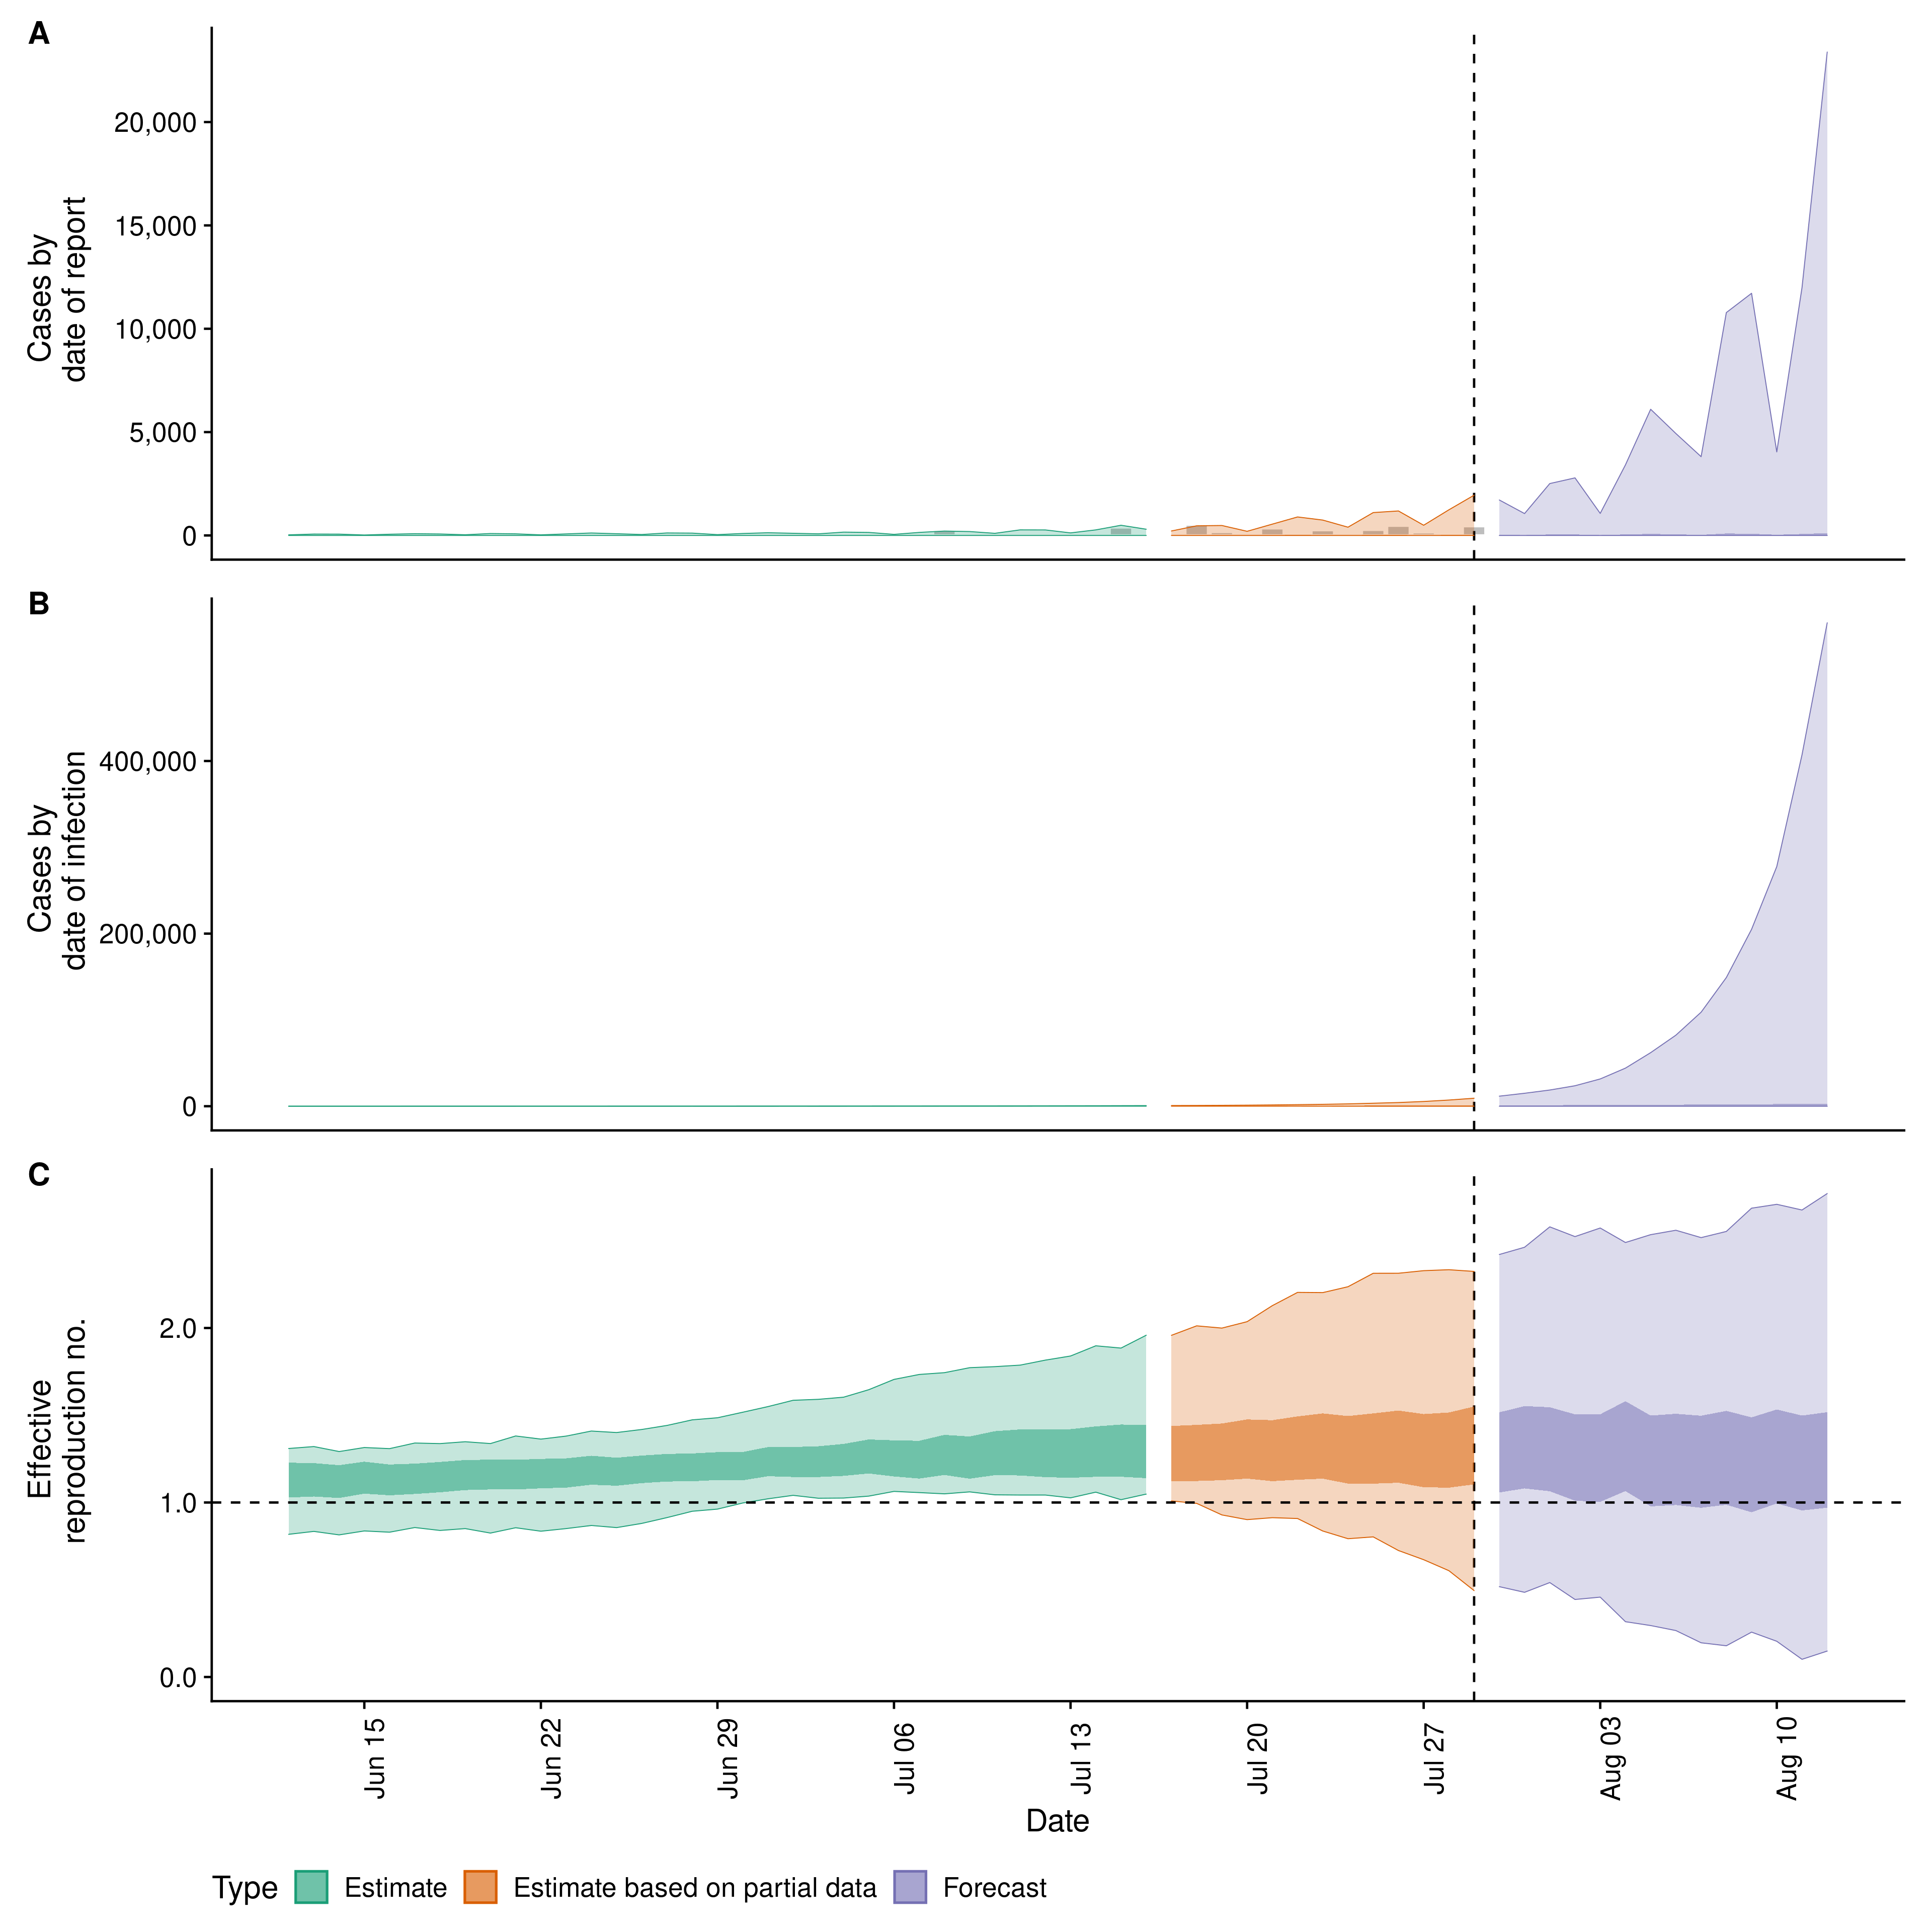 A
Cases by
date of report
20,000
15,000
10,000
5,000
0
B
Cases by
date of infection
400,000
200,000
0
C
Effective
reproduction no.
2.0
1.0
0.0
Jun 15
Jun 22
Jun 29
Jul 06
Jul 13
Jul 20
Jul 27
Aug 03
Aug 10
Date
Type Estimate Estimate based on partial data Forecast